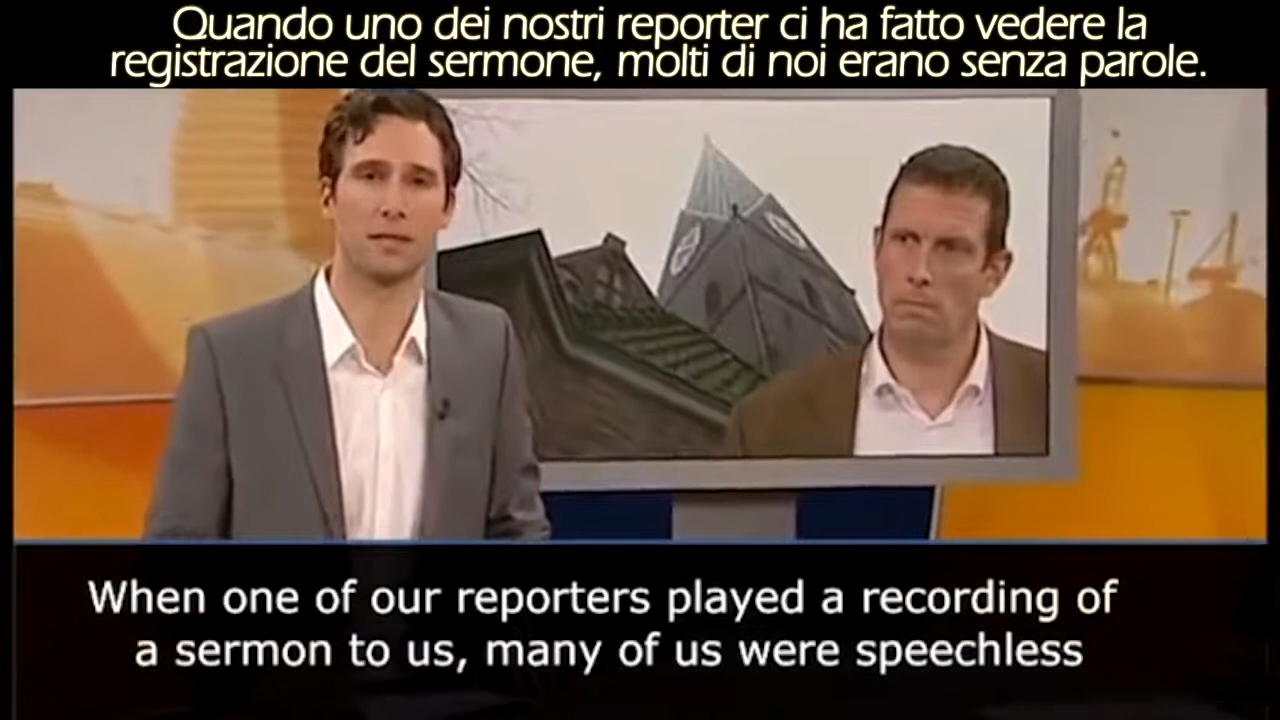 Quando uno dei nostri reporter ci ha fatto vedere la
registrazione del sermone, molti di noi erano senza parole.
When one of our reporters played a recording of
a sermon to us, many of us were speechless